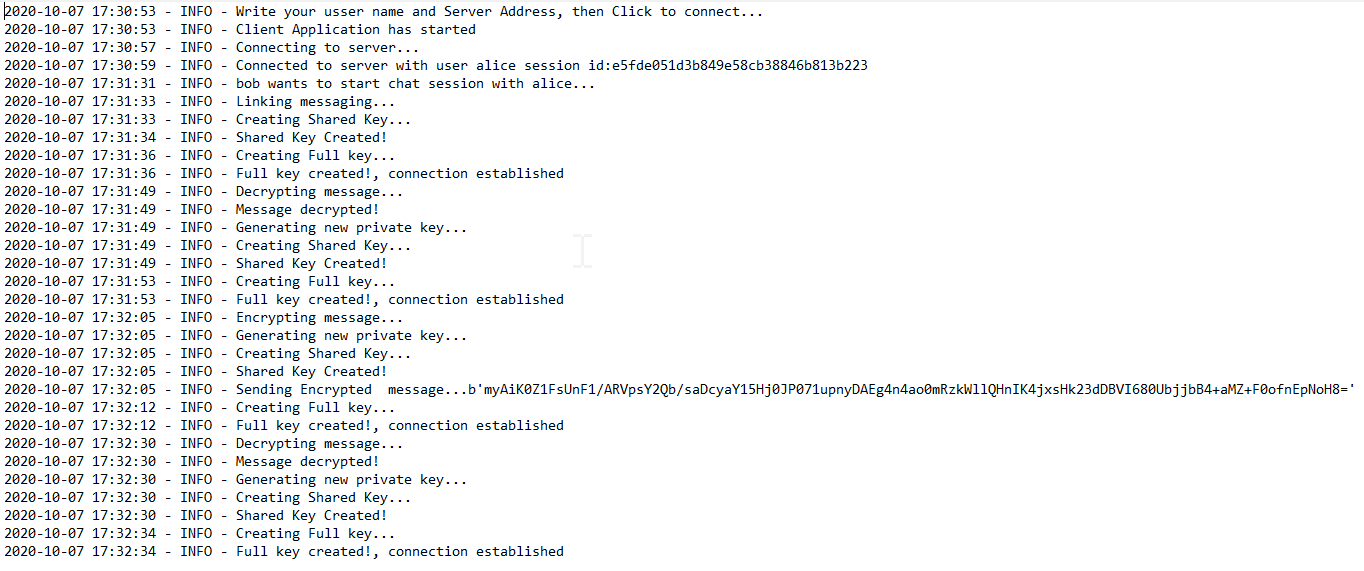 2020-10-07 17:30:53 - INFO - Write your usser name and Server Address, then Click to connect...
2020-10-07 17:30:53 - INFO - Client Application has started
2020-10-07 17:30:57 - INFO - Connecting to server...
2020-10-07 17:30:59 - INFO - Connected to server with user alice session id:e5fde051d3b849e58cb38846b813b223
2020-10-07 17:31:31 - INFO - bob wants to start chat session with alice...
2020-10-07 17:31:33 - INFO - Linking messaging...
2020-10-07 17:31:33 - INFO - Creating Shared Key...
2020-10-07 17:31:34 - INFO - Shared Key Created!
2020-10-07 17:31:36 - INFO - Creating Full key...
2020-10-07 17:31:36 - INFO - Full key created!, connection established
2020-10-07 17:31:49 - INFO - Decrypting message...
2020-10-07 17:31:49 - INFO - Message decrypted!
2020-10-07 17:31:49 - INFO - Generating new private key...
2020-10-07 17:31:49 - INFO - Creating Shared Key...
2020-10-07 17:31:49 - INFO - Shared Key Created!
2020-10-07 17:31:53 - INFO - Creating Full key...
2020-10-07 17:31:53 - INFO - Full key created!, connection established
2020-10-07 17:32:05 - INFO - Encrypting message...
2020-10-07 17:32:05 - INFO - Generating new private key...
2020-10-07 17:32:05 - INFO - Creating Shared Key...
2020-10-07 17:32:05 - INFO - Shared Key Created!
2020-10-07 17:32:05 - INFO - Sending Encrypted  message...b'myAiK0Z1FsUnF1/ARVpsY2Qb/saDcyaY15Hj0JP071upnyDAEg4n4ao0mRzkWllQHnIK4jxsHk23dDBVI680UbjjbB4+aMZ+F0ofnEpNoH8='
2020-10-07 17:32:12 - INFO - Creating Full key...
2020-10-07 17:32:12 - INFO - Full key created!, connection established
2020-10-07 17:32:30 - INFO - Decrypting message...
2020-10-07 17:32:30 - INFO - Message decrypted!
2020-10-07 17:32:30 - INFO - Generating new private key...
2020-10-07 17:32:30 - INFO - Creating Shared Key...
2020-10-07 17:32:30 - INFO - Shared Key Created!
2020-10-07 17:32:34 - INFO - Creating Full key...
2020-10-07 17:32:34 - INFO - Full key created!, connection established